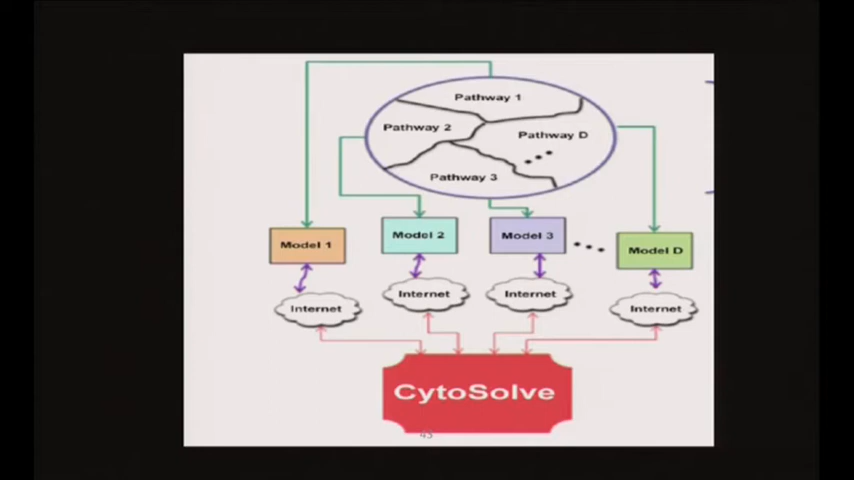 Pathway 1
Pathway 2
Pathway D
Pathway 3
Model 1
Model 2
Model 3
Model D
Internet
Internet
Internet
Internet
CytoSolve
43